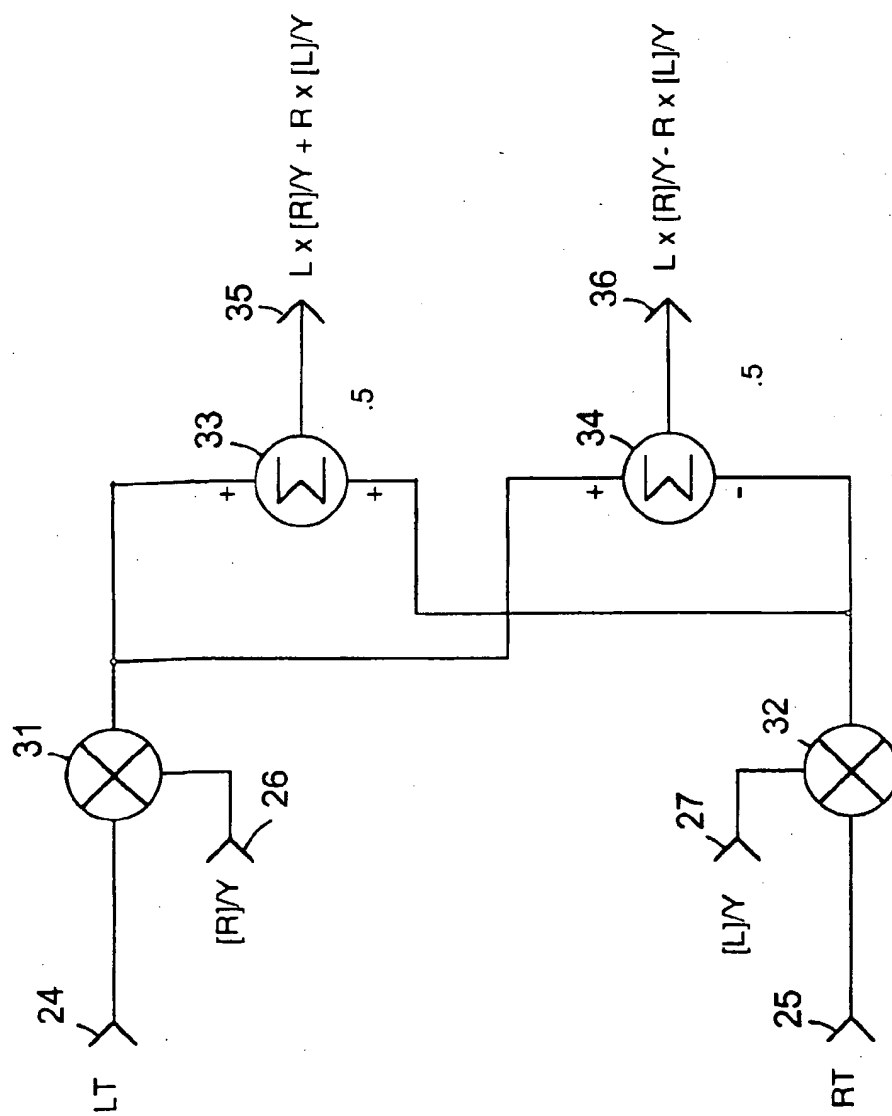 LT
24
31
[R]/Y
26
+
33
+
.5
35
L x [R]/Y + R x [L]/Y
[L]/Y
27
+
34
-
.5
36
L x [R]/Y - R x [L]/Y
RT
25
32
Σ
Σ